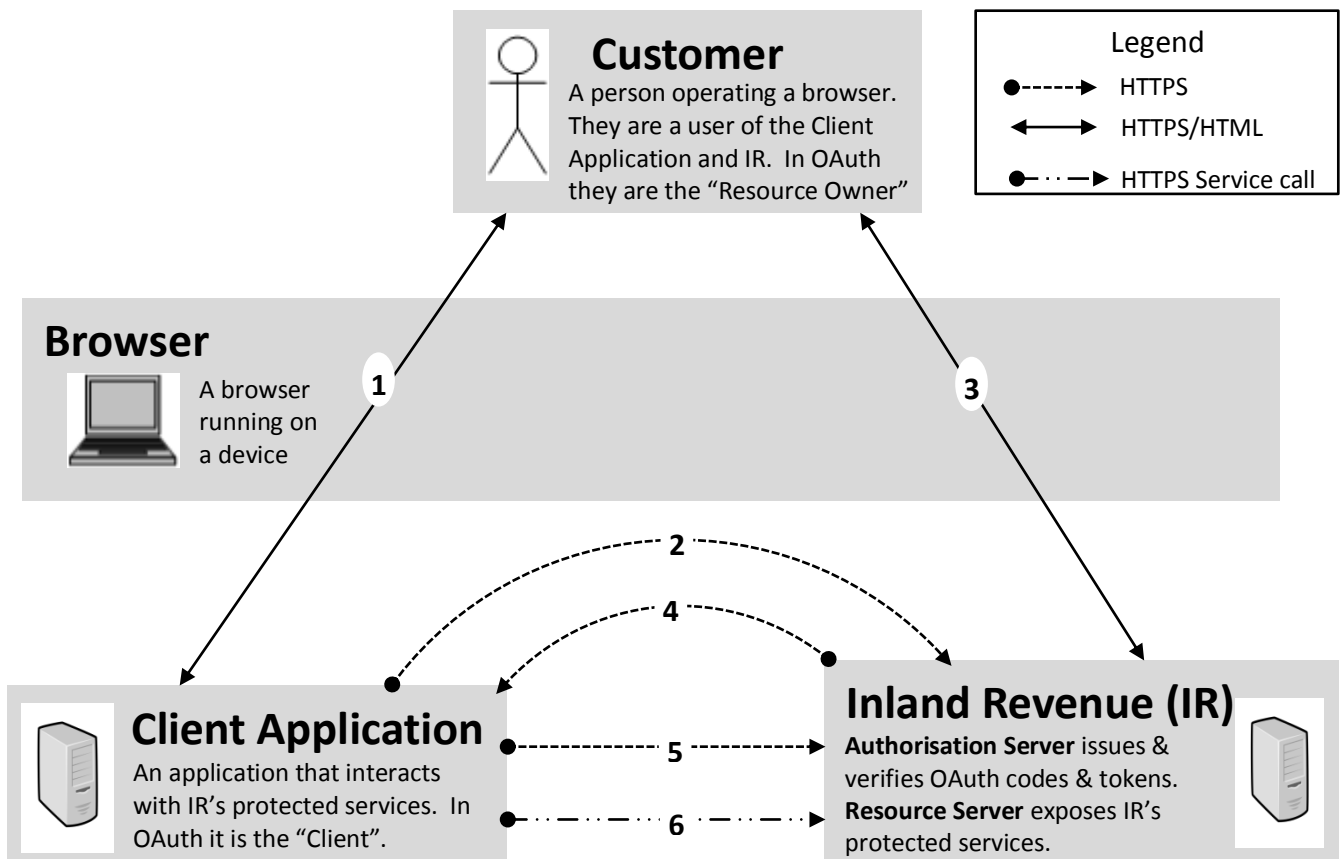 Customer
A person operating a browser.
They are a user of the Client
Application and IR.  In OAuth
they are the “Resource Owner”
Legend
HTTPS
HTTPS/HTML
HTTPS Service call
Browser
A browser
running on
a device
1
3
2
4
5
6
Client Application
An application that interacts
with IR’s protected services.  In
OAuth it is the “Client”.
Inland Revenue (IR)
Authorisation Server issues &
verifies OAuth codes & tokens.
Resource Server exposes IR’s
protected services.